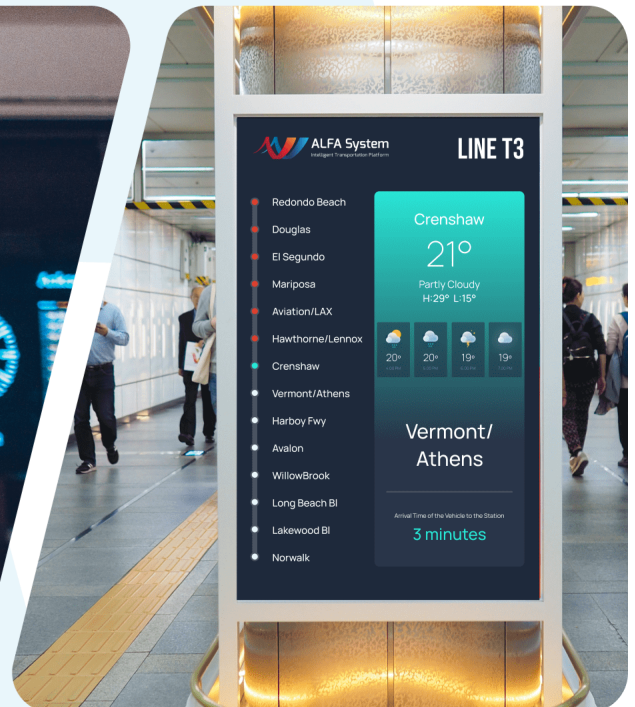 ALFA System
Intelligent Transportation Platform
LINE T3
Redondo Beach
Douglas
El Segundo
Mariposa
Aviation/LAX
Hawthorne/Lennox
Crenshaw
Vermont/Athens
Harboy Fwy
Avalon
WillowBrook
Long Beach Bl
Lakewood Bl
Norwalk
Crenshaw
21°
Partly Cloudy
H:29° L:15°
20° 20° 19° 19°
Vermont/
Athens
Arrival Time of the Vehicle to the Station
3 minutes